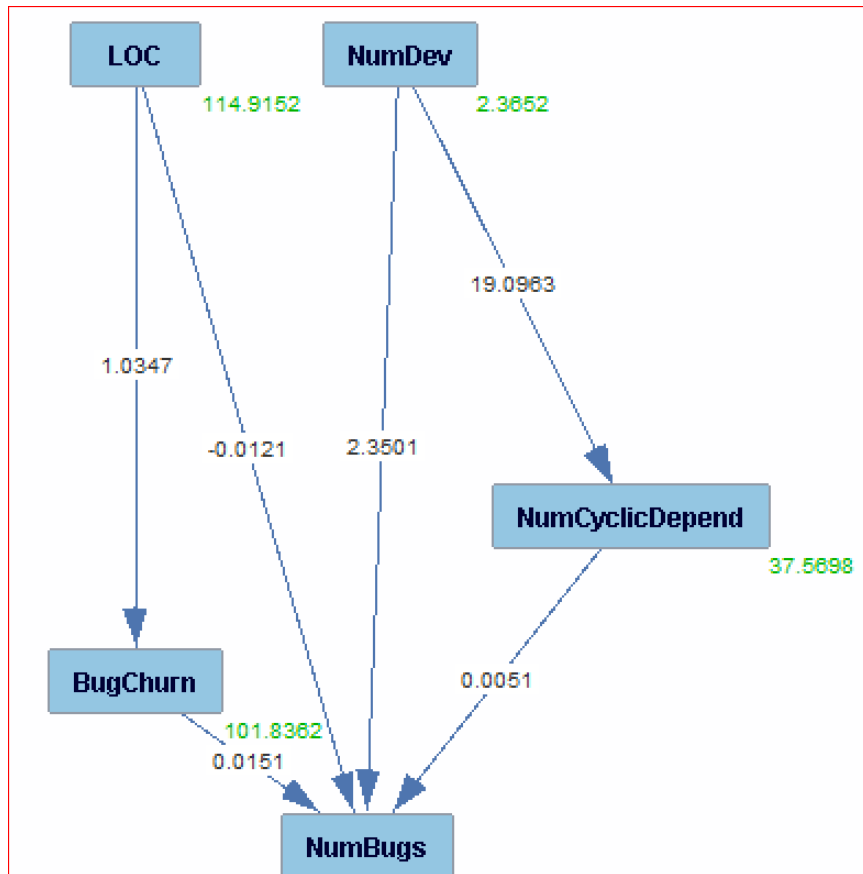 LOC
NumDev
114.9152
2.3652
19.0963
1.0347
-0.0121
2.3501
NumCyclicDepend
37.5698
BugChurn
0.0051
101.8362
0.0151
NumBugs